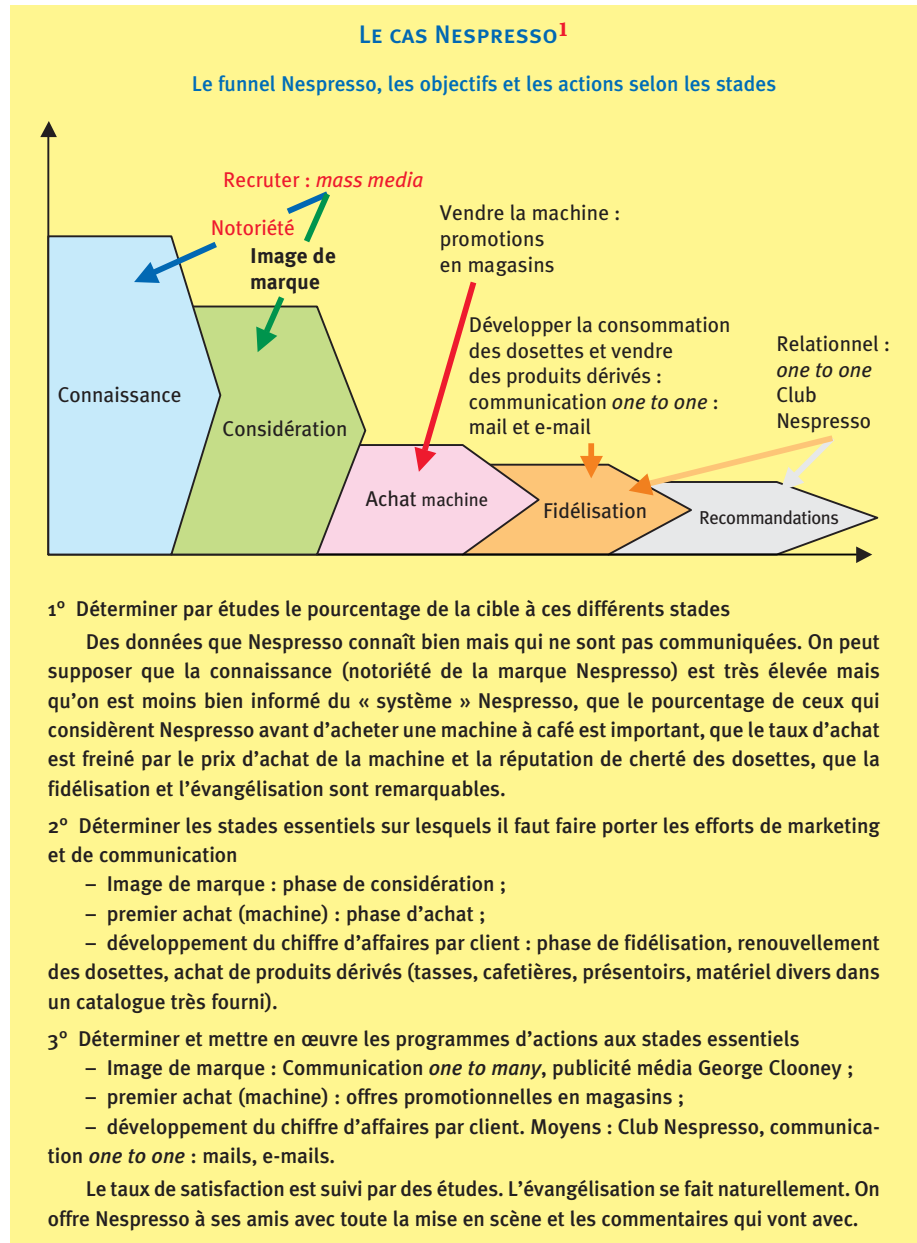 LE CAS NESPRESSO1
Le funnel Nespresso, les objectifs et les actions selon les stades
Recruter : mass media
Notoriété
Image de
marque
Vendre la machine :
promotions
en magasins
Développer la consommation
des dosettes et vendre
des produits dérivés :
communication one to one :
mail et e-mail
Relationnel :
one to one
Club
Nespresso
Connaissance
Considération
Achat machine
Fidélisation
Recommandations
1° Déterminer par études le pourcentage de la cible à ces différents stades
Des données que Nespresso connaît bien mais qui ne sont pas communiquées. On peut
supposer que la connaissance (notoriété de la marque Nespresso) est très élevée mais
qu’on est moins bien informé du « système » Nespresso, que le pourcentage de ceux qui
considèrent Nespresso avant d’acheter une machine à café est important, que le taux d’achat
est freiné par le prix d’achat de la machine et la réputation de cherté des dosettes, que la
fidélisation et l’évangélisation sont remarquables.
2° Déterminer les stades essentiels sur lesquels il faut faire porter les efforts de marketing
et de communication
– Image de marque : phase de considération ;
– premier achat (machine) : phase d’achat ;
– développement du chiffre d’affaires par client : phase de fidélisation, renouvellement
des dosettes, achat de produits dérivés (tasses, cafetières, présentoirs, matériel divers dans
un catalogue très fourni).
3° Déterminer et mettre en œuvre les programmes d’actions aux stades essentiels
– Image de marque : Communication one to many, publicité média George Clooney ;
– premier achat (machine) : offres promotionnelles en magasins ;
– développement du chiffre d’affaires par client. Moyens : Club Nespresso, communica-
tion one to one : mails, e-mails.
Le taux de satisfaction est suivi par des études. L’évangélisation se fait naturellement. On
offre Nespresso à ses amis avec toute la mise en scène et les commentaires qui vont avec.